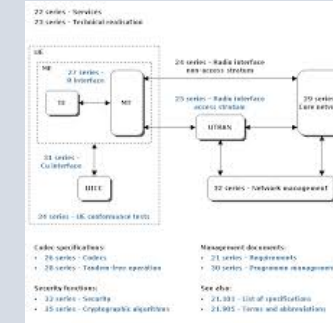 22 series - Services
23 series - Technical realisation
UE
ME
27 series -
R interface
TE
MT
24 series - Radio interface
non-access stratum
25 series - Radio interface
access stratum
UTRAN
29 series
Core netw
31 series -
Cu interface
UICC
32 series - Network management
34 series - UE conformance tests
Codec specifications:
• 26 series - Codecs
• 28 series - Tandem-free operation
Management documents:
• 21 series - Requirements
• 30 series - Programme management
Security functions:
• 33 series - Security
• 35 series - Cryptographic algorithms
See also:
• 21.101 - List of specifications
• 21.905 - Terms and abbreviations